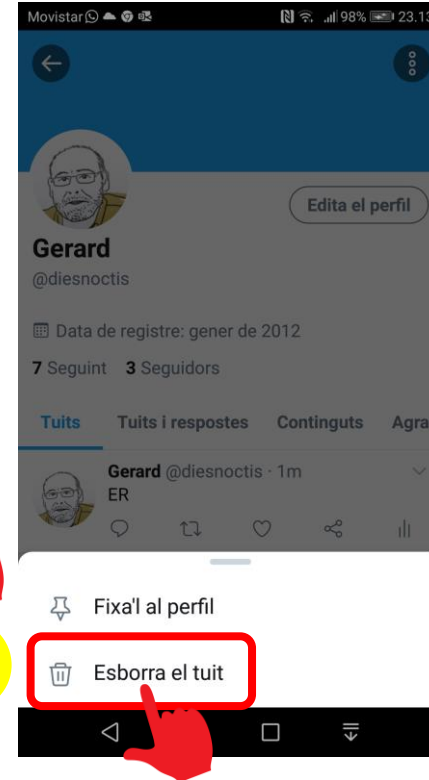 Movistar 98% 23.13
Edita el perfil
Gerard
@diesnoctis
Data de registre: gener de 2012
7 Seguint 3 Seguidors
Tuits Tuits i respostes Continguts Agra
Gerard @diesnoctis · 1m
ER
Fixa'l al perfil
Esborra el tuit